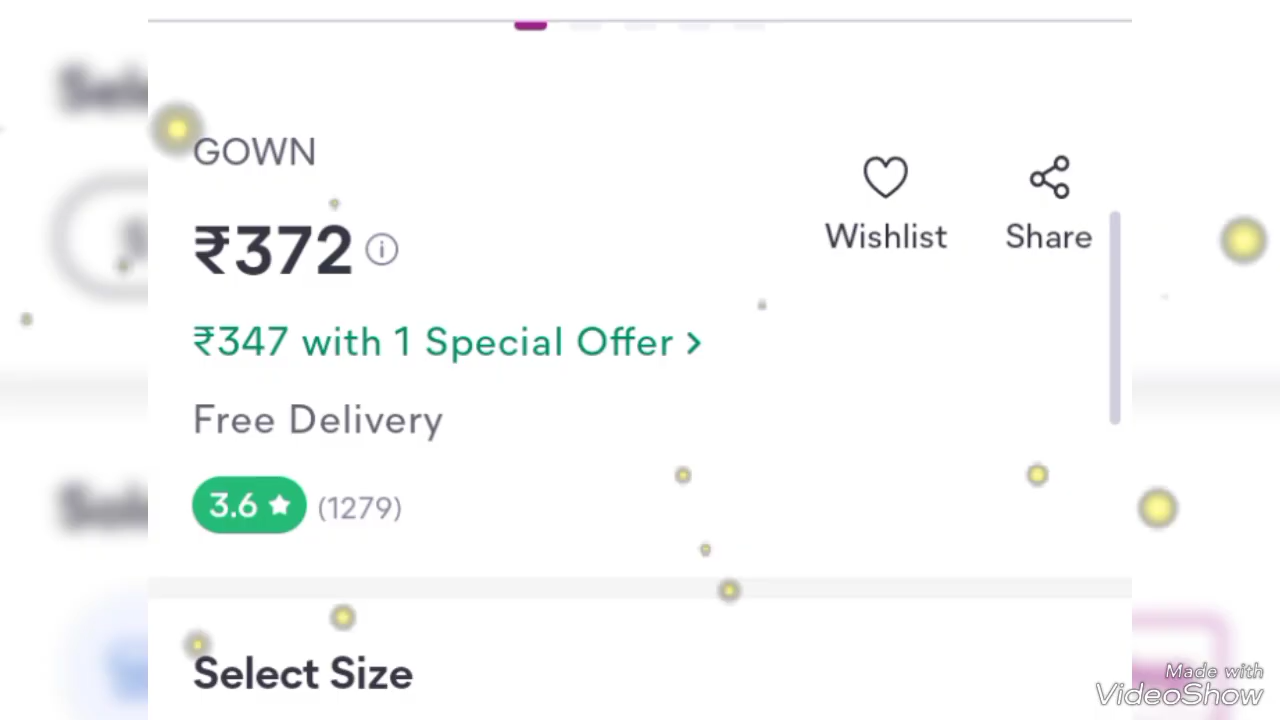 GOWN
₹372
Wishlist
Share
₹347 with 1 Special Offer >
Free Delivery
3.6 ★ (1279)
Select Size
Made with
VideoShow